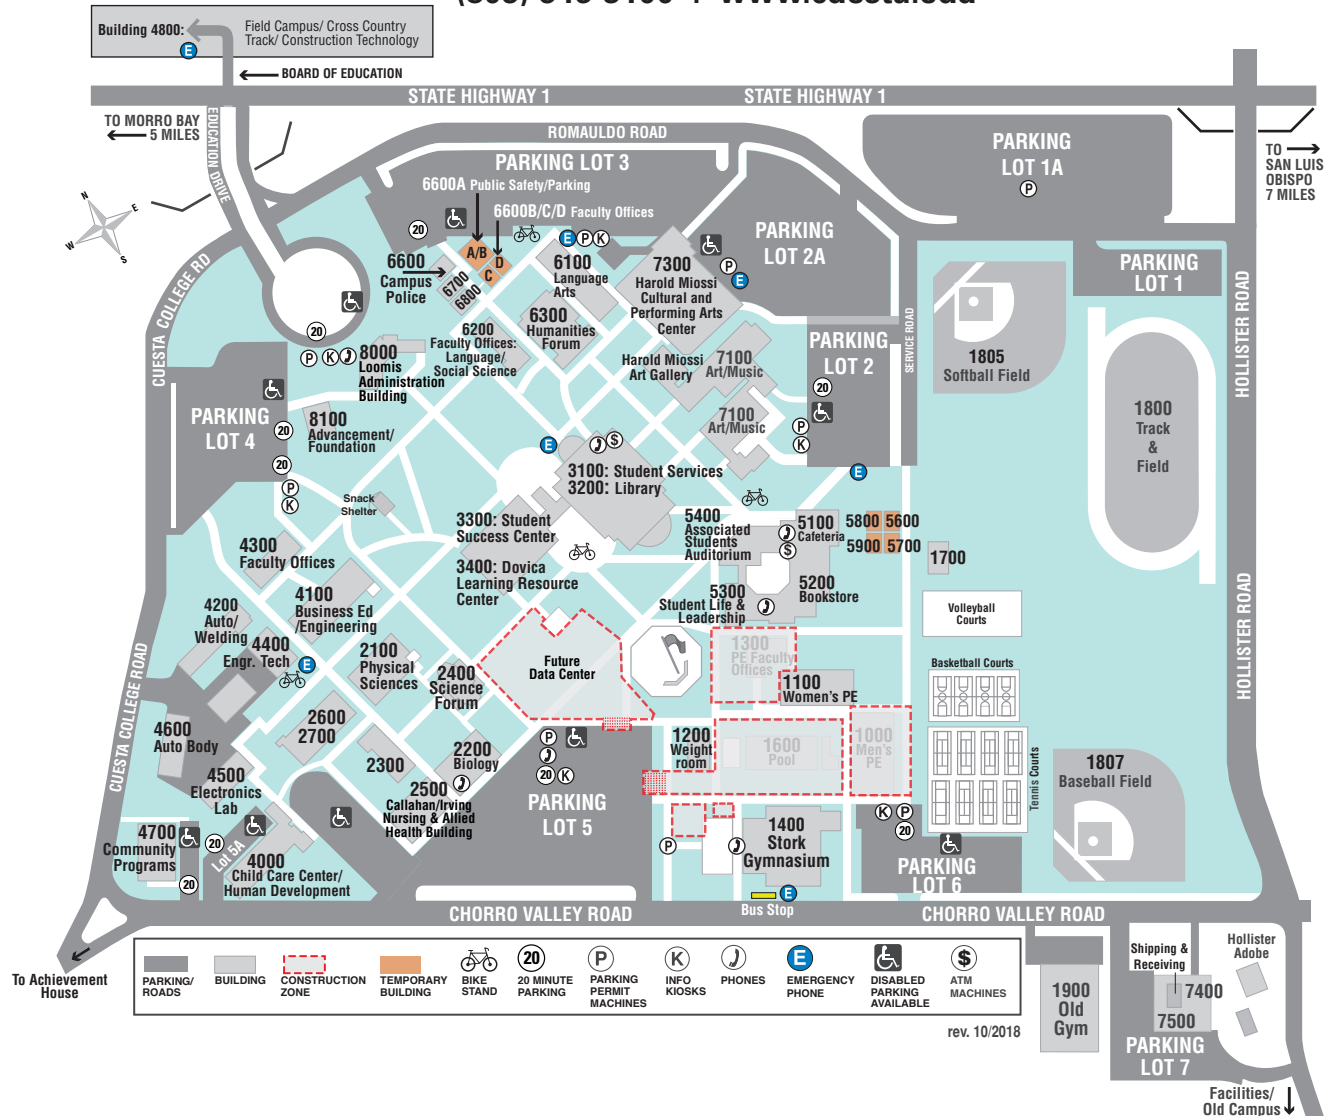 Building 4800:
Field Campus/ Cross Country
Track/ Construction Technology
E
BOARD OF EDUCATION
STATE HIGHWAY 1
STATE HIGHWAY 1
TO MORRO BAY
5 MILES
EDUCATION DRIVE
ROMAULDO ROAD
PARKING LOT 3
PARKING
LOT 1A
P
TO
SAN LUIS
OBISPO
7 MILES
N
E
W
S
6600A Public Safety/Parking
6600B/C/D Faculty Offices
20
A/B
D
C
E P K
6600
Campus
Police
6700
6800
6100
Language
Arts
7300
Harold Miossi
Cultural and
Performing Arts
Center
P
E
PARKING
LOT 2A
PARKING
LOT 1
CUESTA COLLEGE RD
HOLLISTER ROAD
SERVICE ROAD
20
P K
8000
Loomis
Administration
Building
6200
Faculty Offices:
Language/
Social Science
6300
Humanities
Forum
Harold Miossi
Art Gallery
7100
Art/Music
PARKING
LOT 2
20
P
K
1805
Softball Field
PARKING
LOT 4
20
20
P
K
8100
Advancement/
Foundation
7100
Art/Music
1800
Track
&
Field
E
$
3100: Student Services
3200: Library
E
Snack
Shelter
3300: Student
Success Center
3400: Dovica
Learning Resource
Center
5400
Associated
Students
Auditorium
$
5100
Cafeteria
5800 5600
5900 5700
1700
4300
Faculty Offices
4100
Business Ed
/Engineering
5300
Student Life &
Leadership
5200
Bookstore
Volleyball
Courts
4200
Auto/
Welding
4400
Engr. Tech
E
2100
Physical
Sciences
2400
Science
Forum
Future
Data Center
1300
PE Faculty
Offices
1100
Women's PE
Basketball Courts
HOLLISTER ROAD
CUESTA COLLEGE ROAD
4600
Auto Body
2600
2700
2300
2200
Biology
P
20 K
1200
Weight
room
1600
Pool
1000
Men's
PE
Tennis Courts
1807
Baseball Field
4500
Electronics
Lab
2500
Callahan/Irving
Nursing & Allied
Health Building
PARKING
LOT 5
K P
20
4700
Community
Programs
20
20
Lot 5A
4000
Child Care Center/
Human Development
P
1400
Stork
Gymnasium
E
Bus Stop
PARKING
LOT 6
CHORRO VALLEY ROAD
CHORRO VALLEY ROAD
To Achievement
House
PARKING/
ROADS
BUILDING
CONSTRUCTION
ZONE
TEMPORARY
BUILDING
BIKE
STAND
20
20 MINUTE
PARKING
P
PARKING
PERMIT
MACHINES
K
INFO
KIOSKS
PHONES
E
EMERGENCY
PHONE
DISABLED
PARKING
AVAILABLE
$
ATM
MACHINES
rev. 10/2018
Shipping &
Receiving
Hollister
Adobe
1900
Old
Gym
7400
7500
PARKING
LOT 7
Facilities/
Old Campus